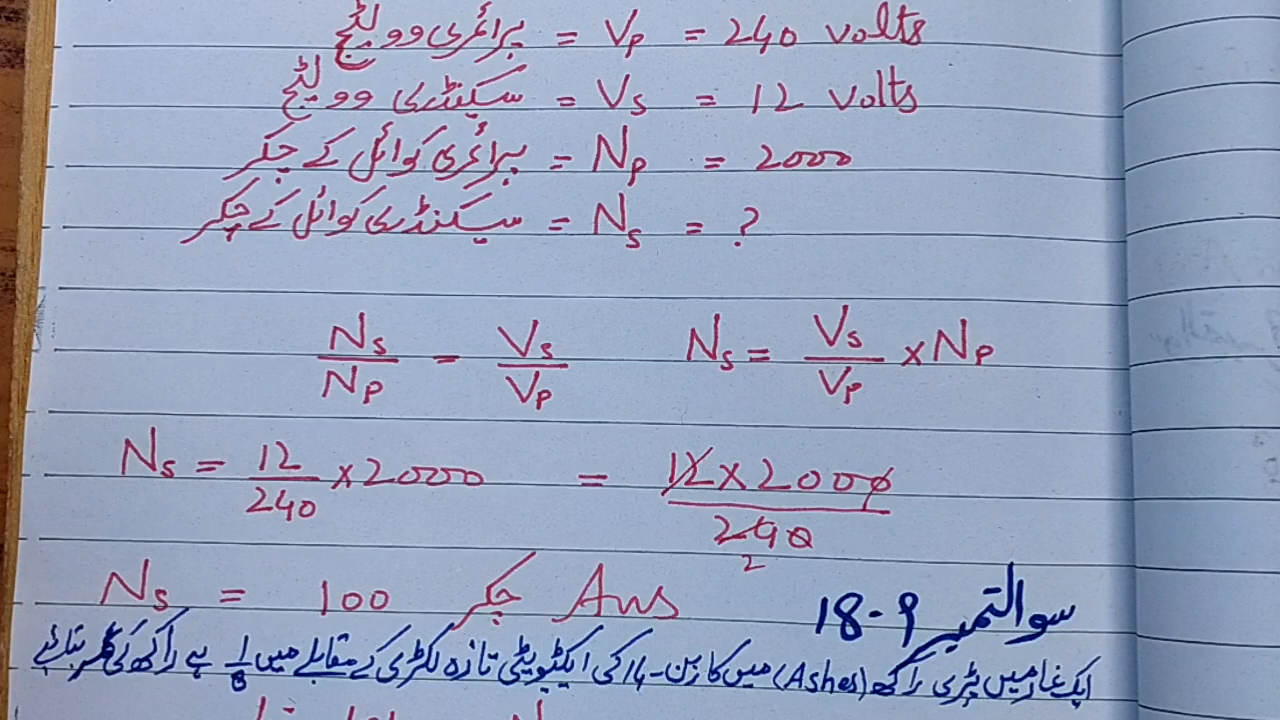 پرائمری وولٹیج = Vp = 240 volts
سیکنڈری وولٹیج = Vs = 12 volts
پرائمری کوائل کے چکر = Np = 2000
سیکنڈری کوائل کے چکر = Ns = ?
Ns/Np = Vs/Vp Ns = Vs/Vp × Np
Ns = 12/240 × 2000 = 12 × 2000/240
2
Ns = 100 چکر Ans
سوالنمبر 9-18
ایک غار میں پڑی راکھ (Ashes) میں کاربن-14 کی ایکٹیویٹی تازہ لکڑی کے مقابلے میں 1/8 ہے راکھ کی عمر بتائیے